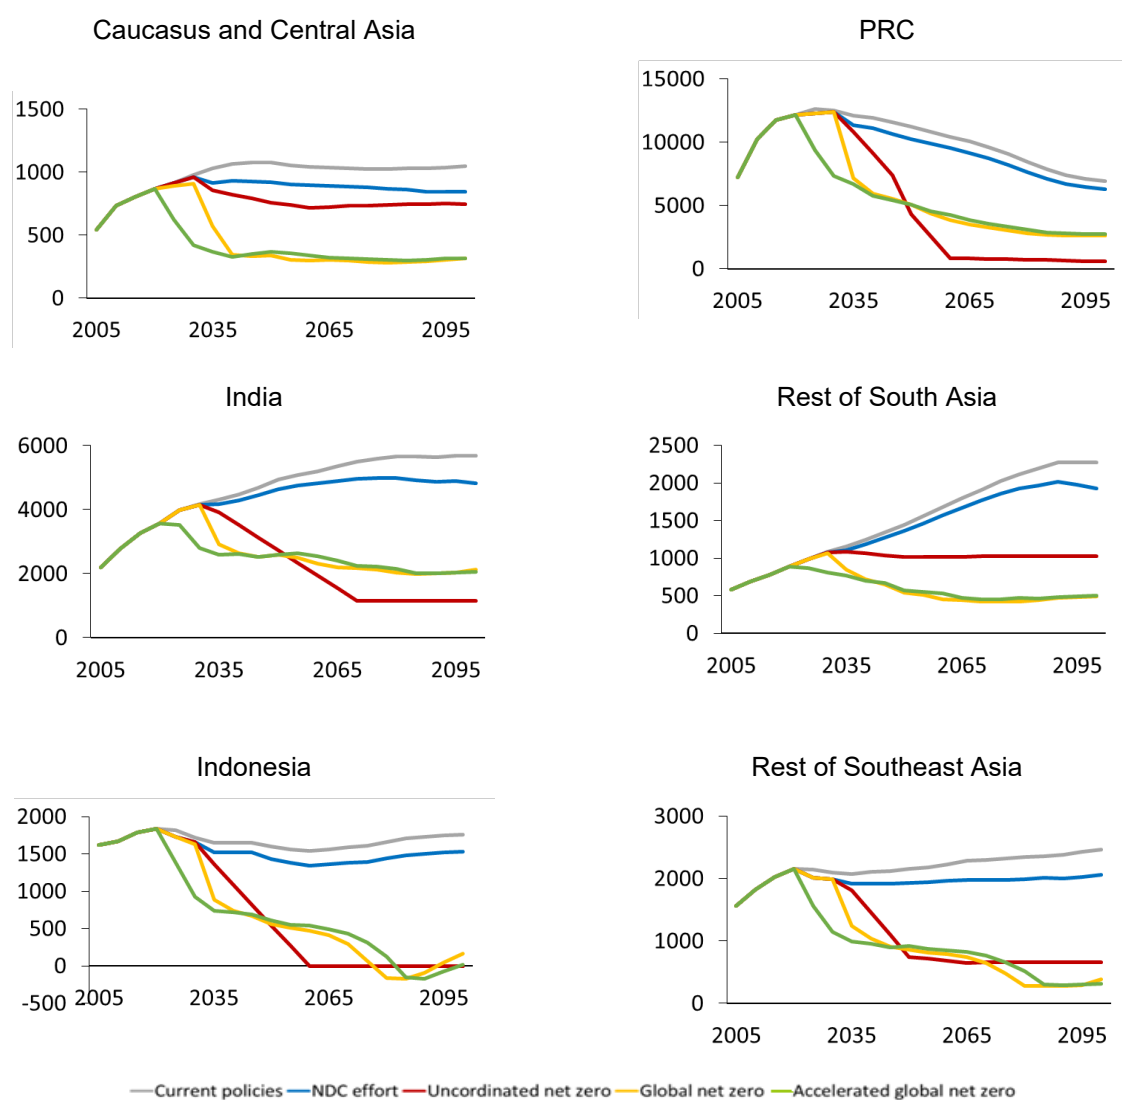 Caucasus and Central Asia
PRC
1500
1000
500
0
2005 2035 2065 2095
15000
10000
5000
0
2005 2035 2065 2095
India
Rest of South Asia
6000
4000
2000
0
2005 2035 2065 2095
2500
2000
1500
1000
500
0
2005 2035 2065 2095
Indonesia
Rest of Southeast Asia
2000
1500
1000
500
0
-500
2005 2035 2065 2095
3000
2000
1000
0
2005 2035 2065 2095
Current policies NDC effort Uncordinated net zero Global net zero Accelerated global net zero